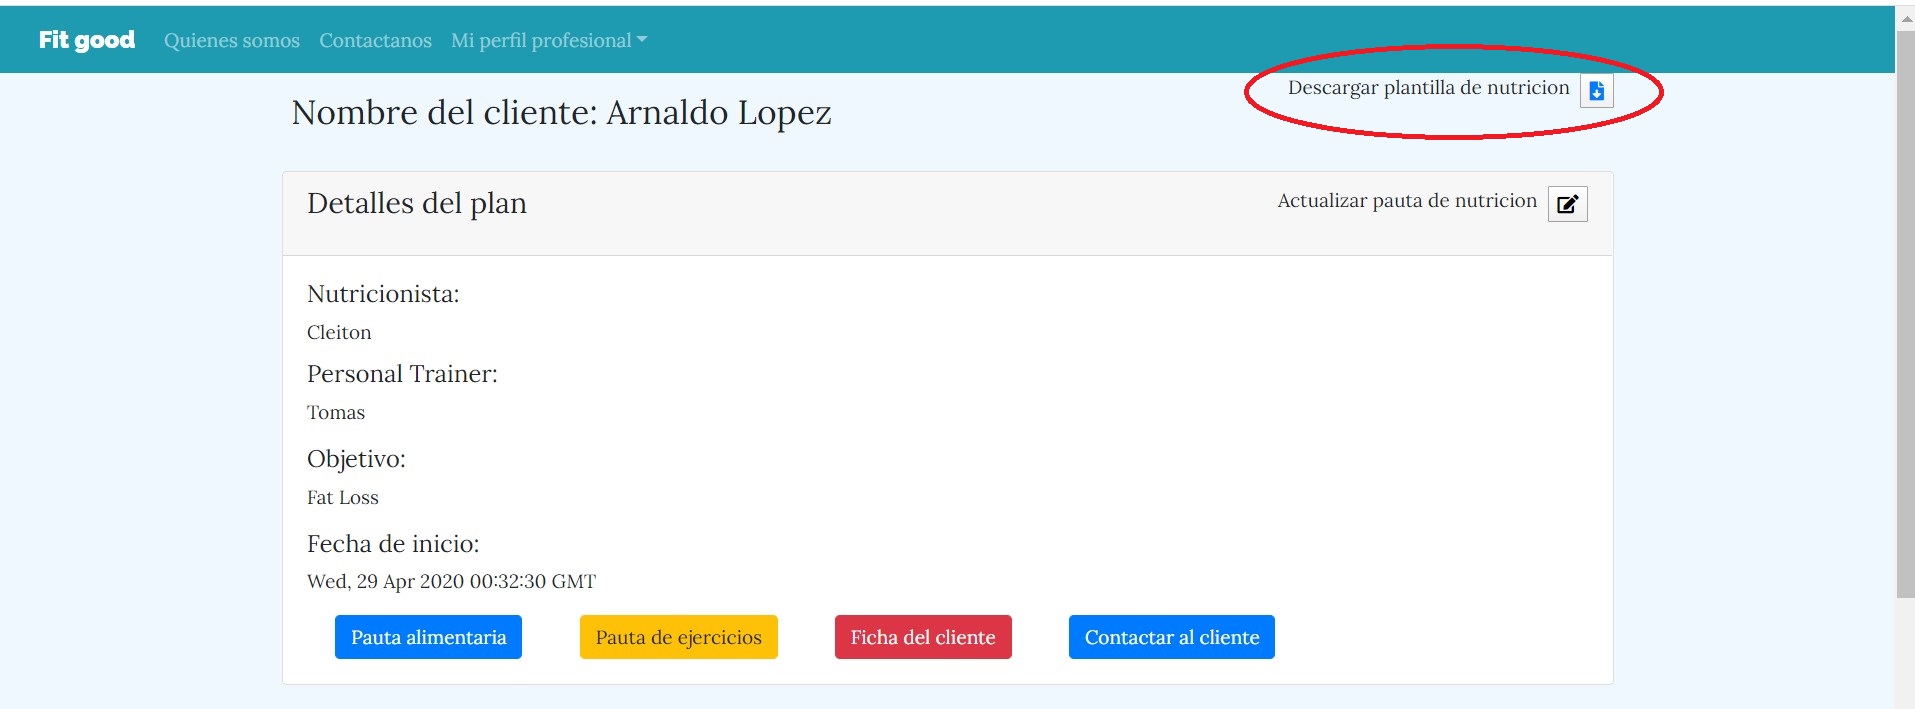 Fit good Quienes somos Contactanos Mi perfil profesional
Descargar plantilla de nutricion
Nombre del cliente: Arnaldo Lopez
Detalles del plan
Actualizar pauta de nutricion
Nutricionista:
Cleiton
Personal Trainer:
Tomas
Objetivo:
Fat Loss
Fecha de inicio:
Wed, 29 Apr 2020 00:32:30 GMT
Pauta alimentaria Pauta de ejercicios Ficha del cliente Contactar al cliente